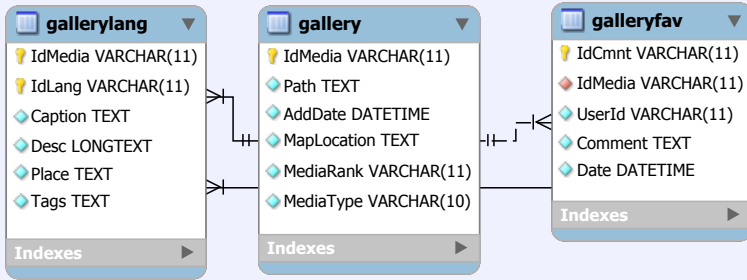 gallerylang
IdMedia VARCHAR(11)
IdLang VARCHAR(11)
Caption TEXT
Desc LONGTEXT
Place TEXT
Tags TEXT
Indexes
gallery
IdMedia VARCHAR(11)
Path TEXT
AddDate DATETIME
MapLocation TEXT
MediaRank VARCHAR(11)
MediaType VARCHAR(10)
Indexes
galleryfav
IdCmnt VARCHAR(11)
IdMedia VARCHAR(11)
UserId VARCHAR(11)
Comment TEXT
Date DATETIME
Indexes